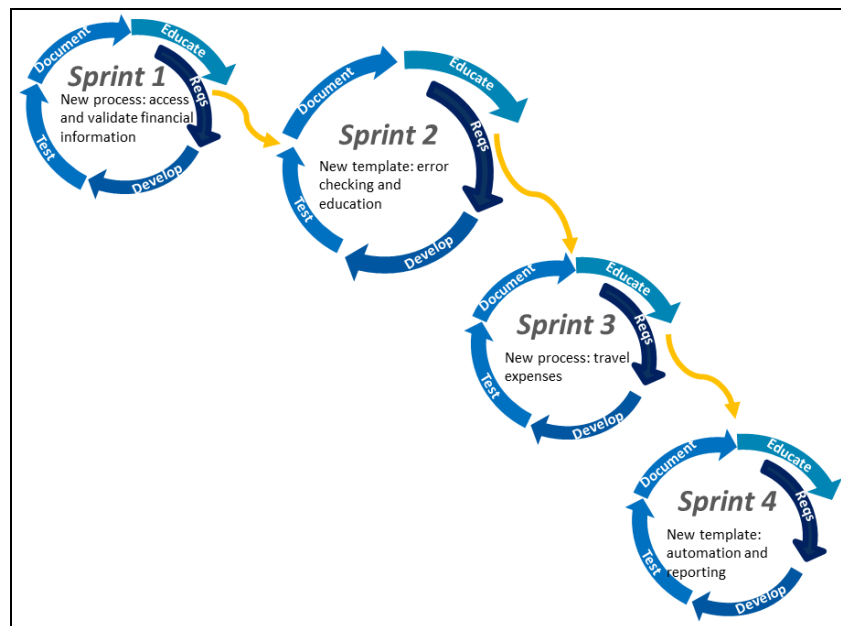 Document
Educate
Reqs
Develop
Test
Sprint 1
New process: access
and validate financial
information
Document
Educate
Reqs
Develop
Test
Sprint 2
New template: error
checking and
education
Document
Educate
Reqs
Develop
Test
Sprint 3
New process: travel
expenses
Document
Educate
Reqs
Develop
Test
Sprint 4
New template:
automation and
reporting